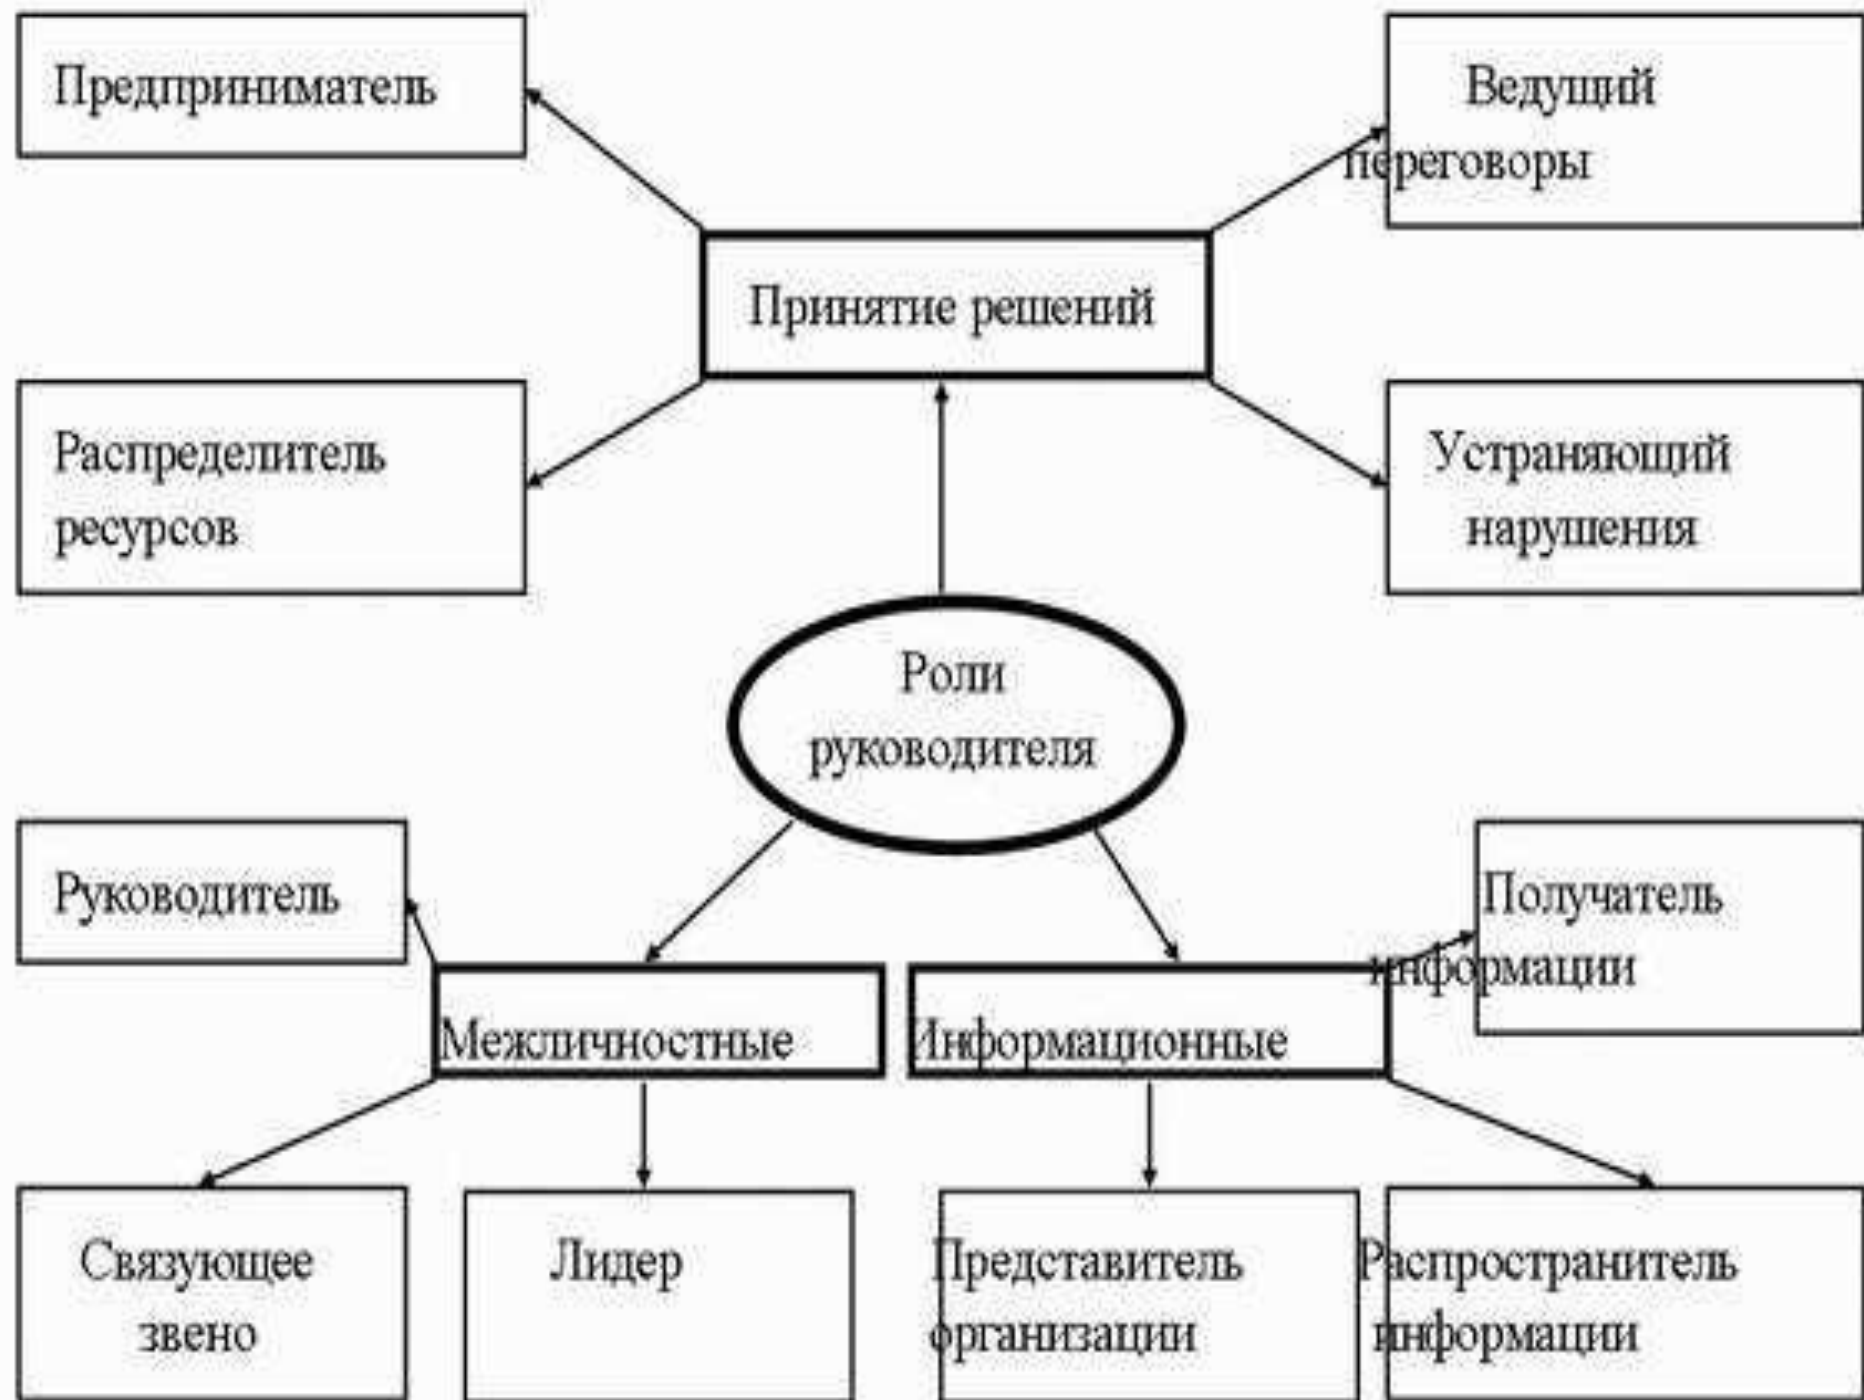 Предприниматель
Ведущий
переговоры
Принятие решений
Распределитель
ресурсов
Устраняющий
нарушения
Роли
руководителя
Руководитель
Получатель
информации
Межличностные
Информационные
Связующее
звено
Лидер
Представитель
организации
Распространитель
информации